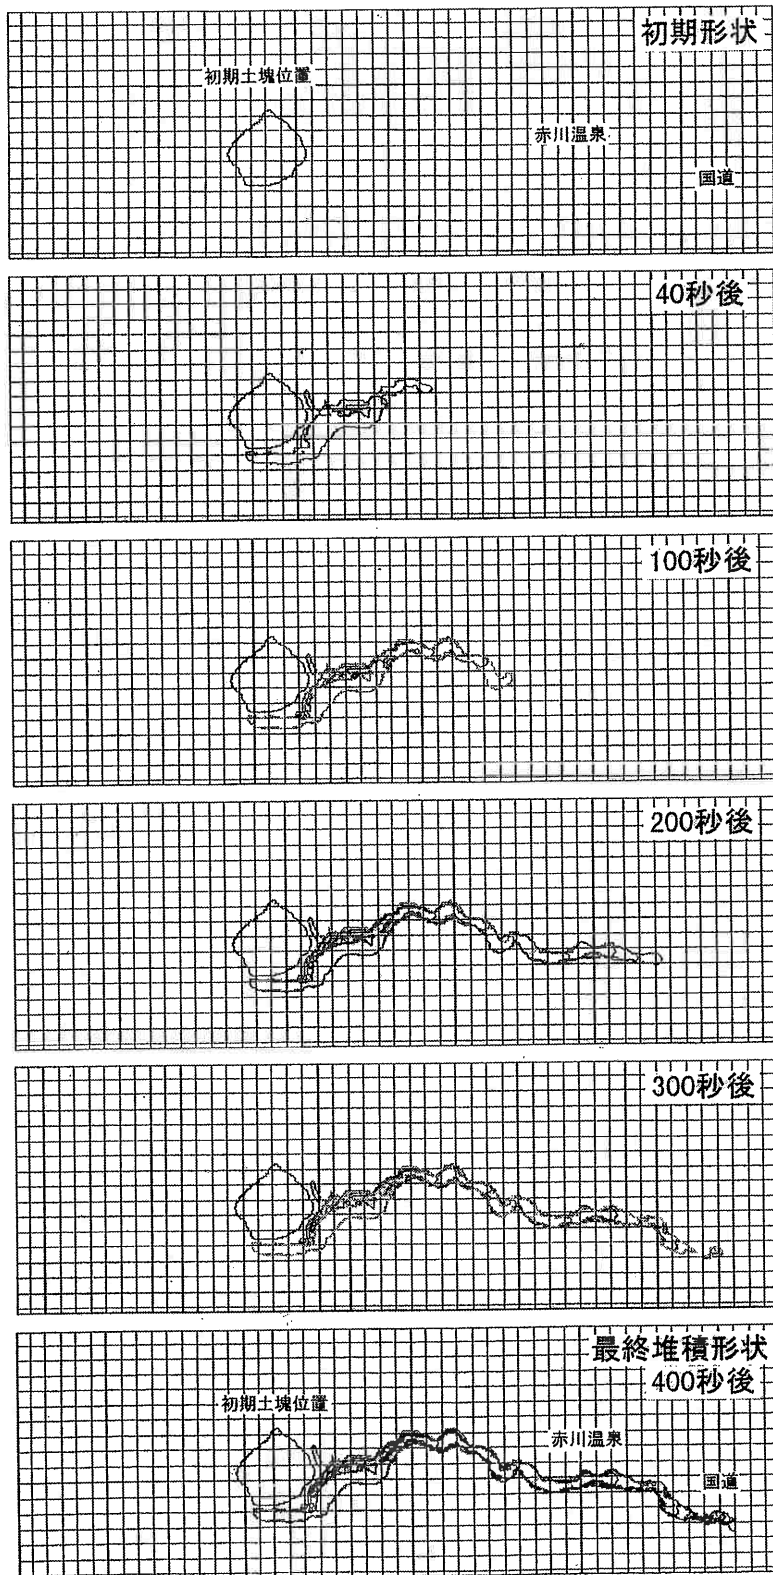 初期形状
初期土塊位置
赤川温泉
国道
40秒後
100秒後
200秒後
300秒後
最終堆積形状
400秒後
初期土塊位置
赤川温泉
国道